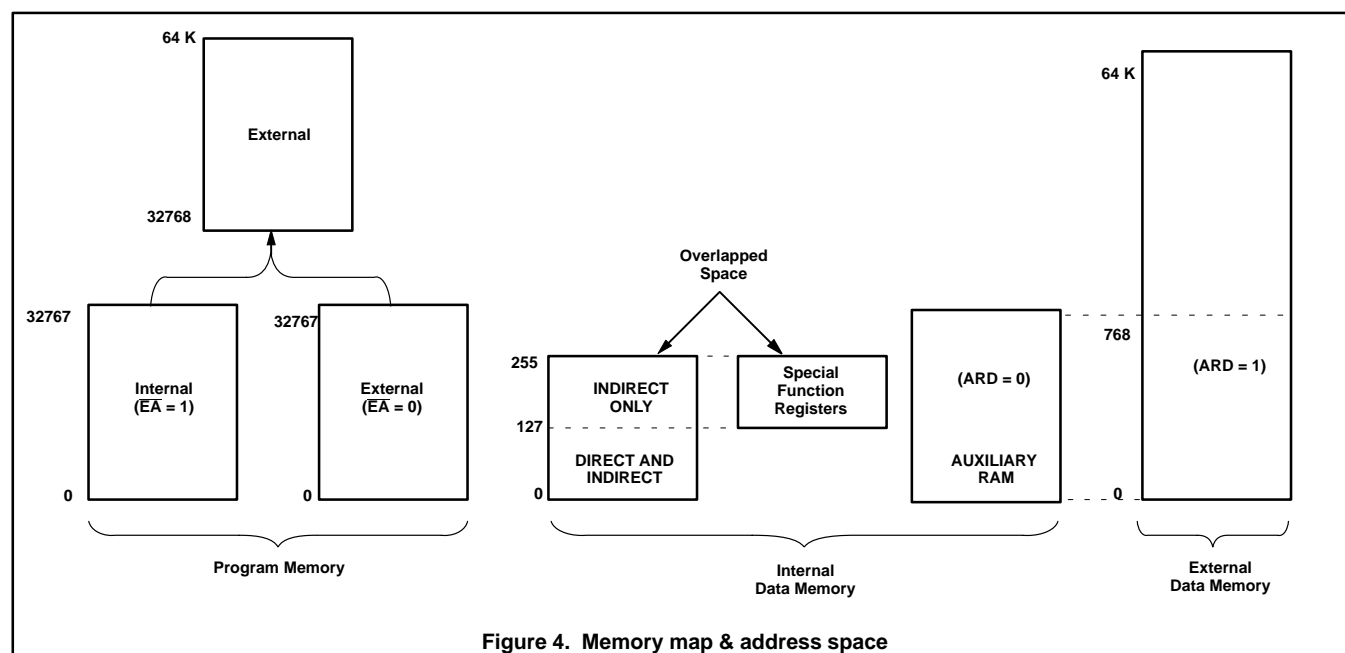 64 K
External
32768
32767
Internal
(EA = 1)
0
32767
External
(EA = 0)
0
Program Memory
Overlapped
Space
255
INDIRECT
ONLY
127
DIRECT AND
INDIRECT
0
Special
Function
Registers
(ARD = 0)
AUXILIARY
RAM
Internal
Data Memory
64 K
768
(ARD = 1)
0
External
Data Memory
Figure 4. Memory map & address space